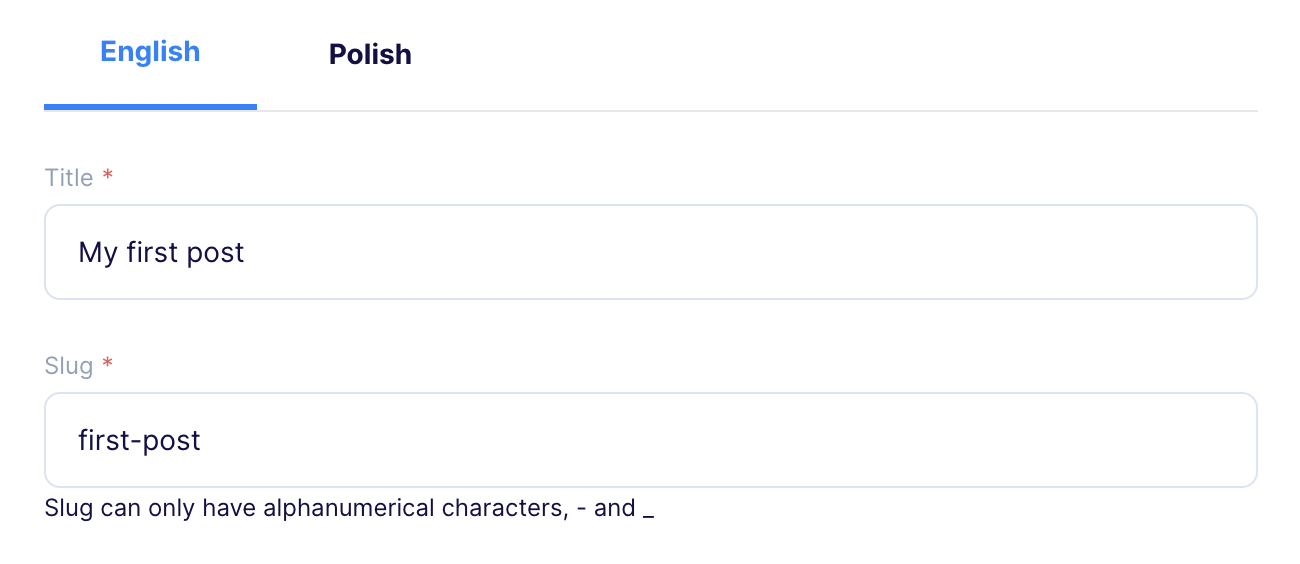 English Polish
Title *
My first post
Slug *
first-post
Slug can only have alphanumerical characters, - and _